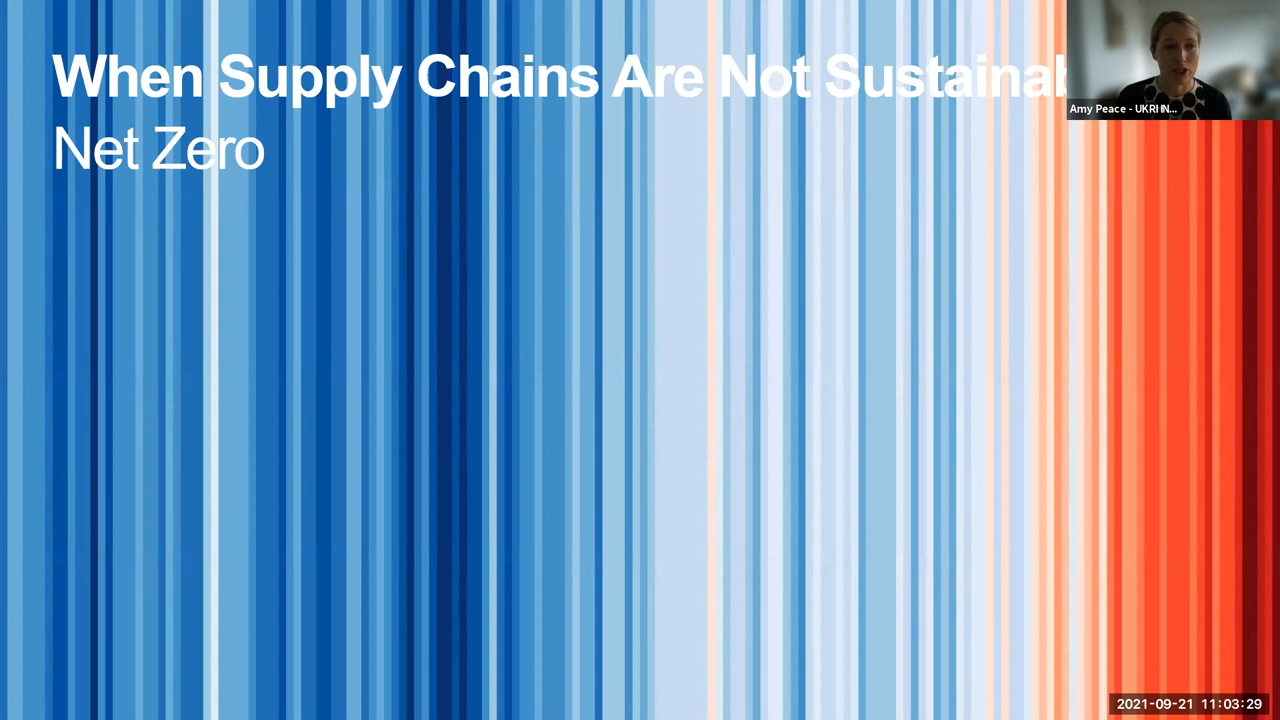 When Supply Chains Are Not Sustainab
Net Zero
Amy Peace - UKRI IN...
2021-09-21 11:03:29